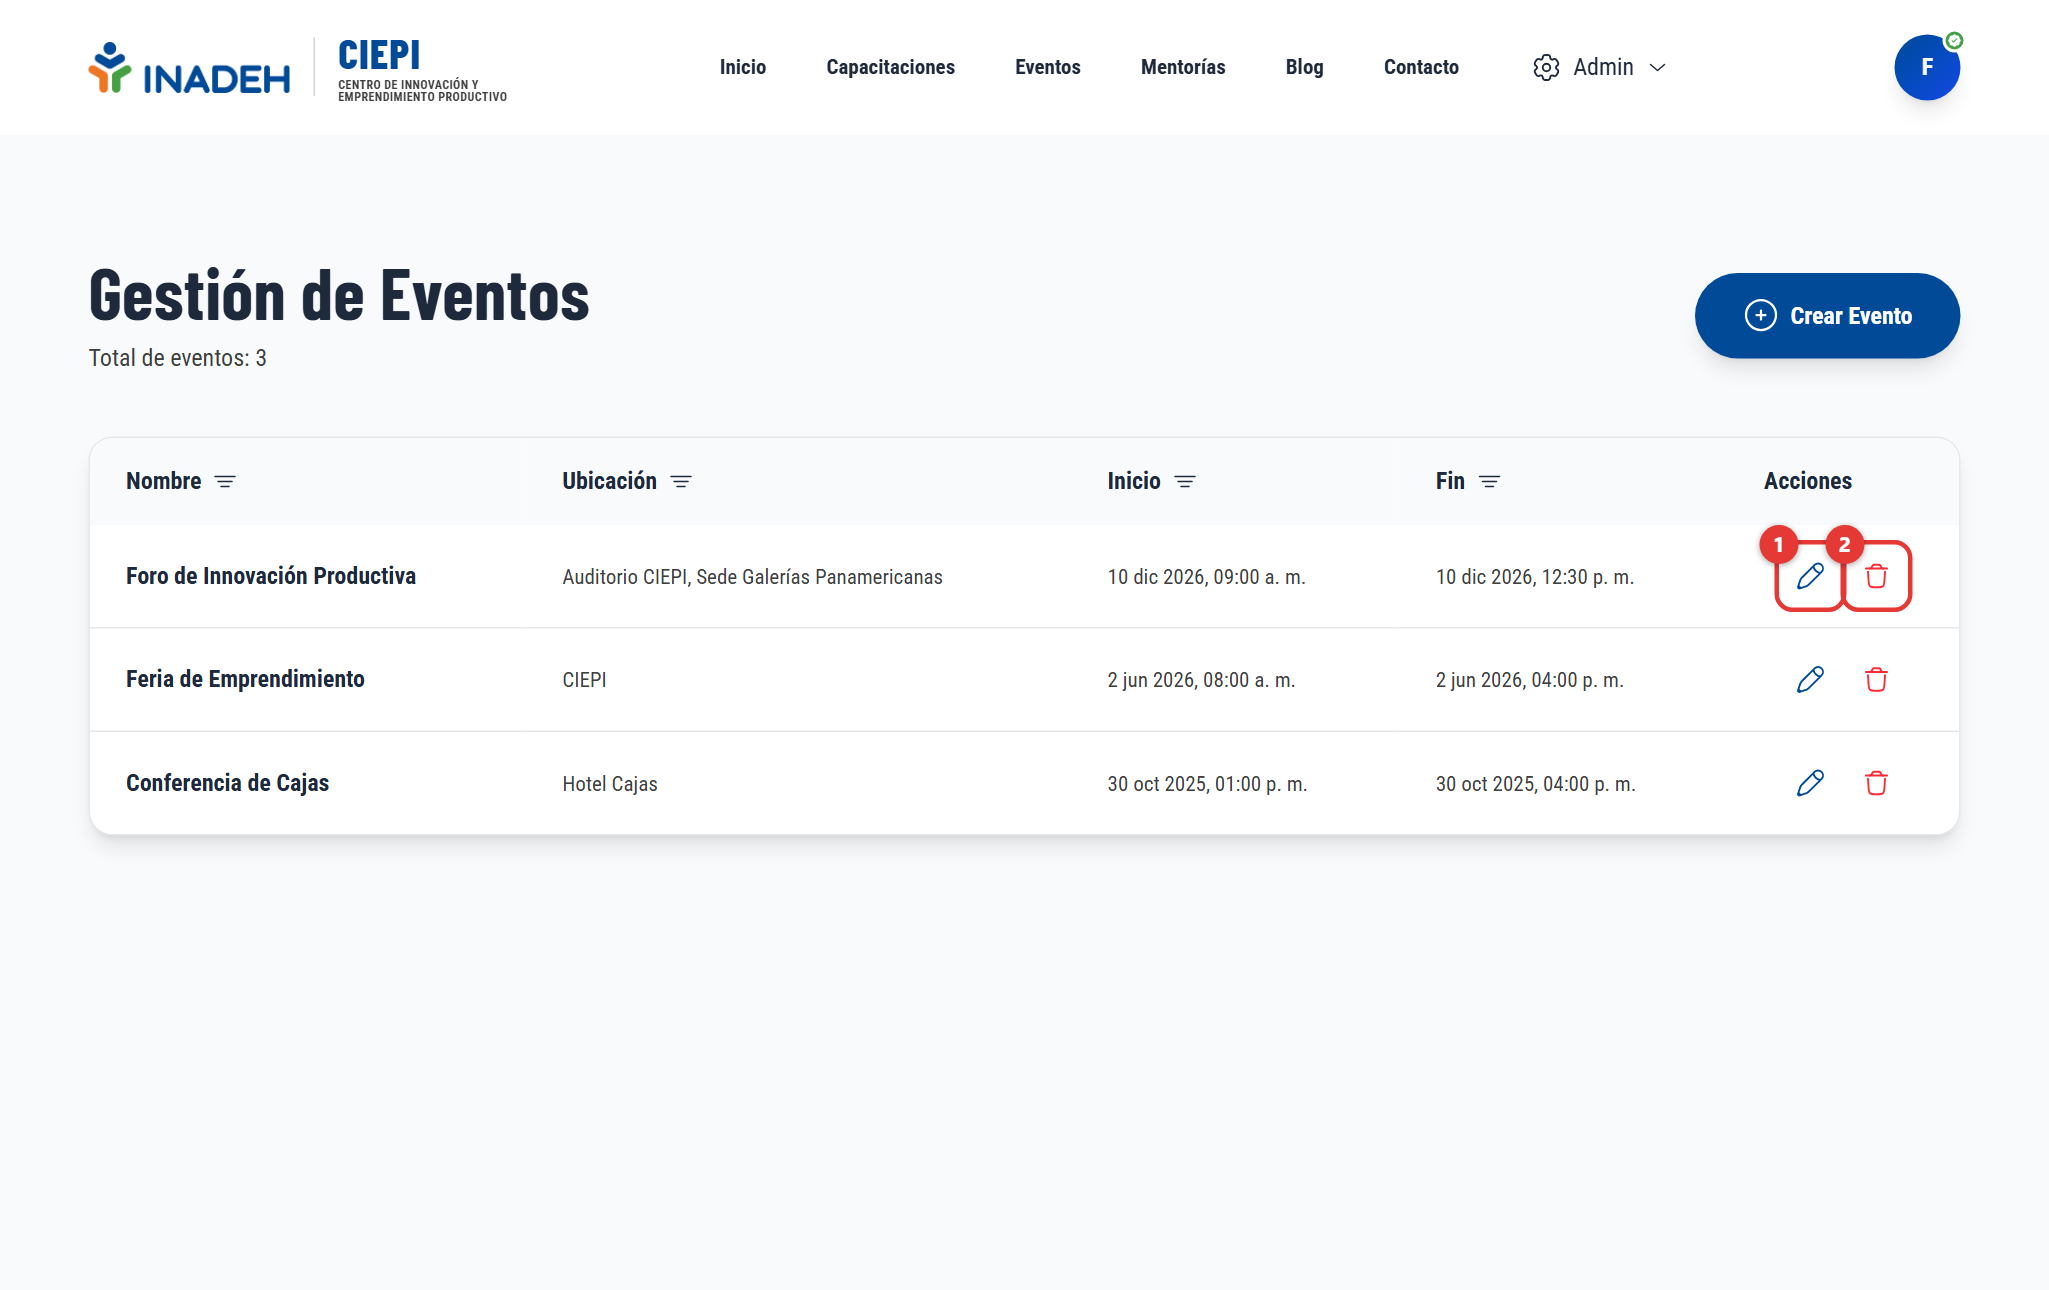 INADEH
CIEPI
CENTRO DE INNOVACIÓN Y
EMPRENDIMIENTO PRODUCTIVO
Inicio
Capacitaciones
Eventos
Mentorías
Blog
Contacto
Admin
F
Gestión de Eventos
Total de eventos: 3
Crear Evento
Nombre
Ubicación
Inicio
Fin
Acciones
1
2
Foro de Innovación Productiva
Auditorio CIEPI, Sede Galerías Panamericanas
10 dic 2026, 09:00 a. m.
10 dic 2026, 12:30 p. m.
Feria de Emprendimiento
CIEPI
2 jun 2026, 08:00 a. m.
2 jun 2026, 04:00 p. m.
Conferencia de Cajas
Hotel Cajas
30 oct 2025, 01:00 p. m.
30 oct 2025, 04:00 p. m.